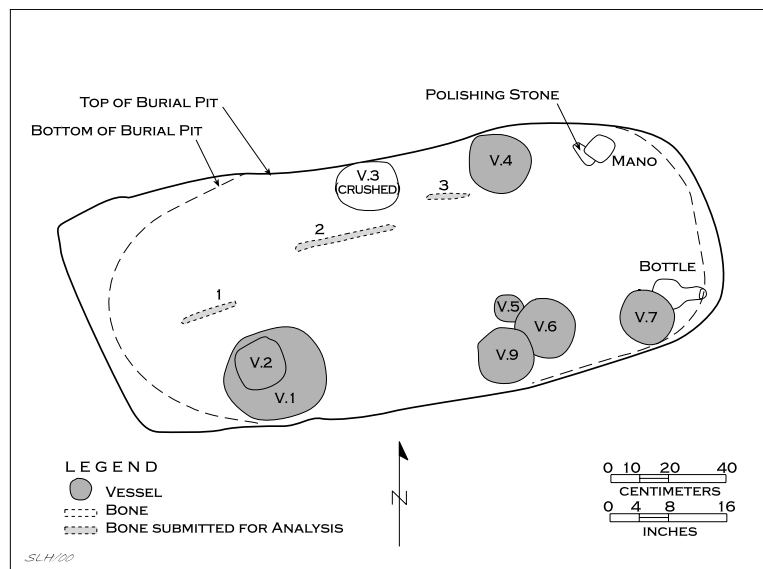 Polishing Stone
Top of Burial Pit
Bottom of Burial Pit
V.3
CRUSHED
V.4
Mano
3
2
1
Bottle
V.5
V.6
V.7
V.9
V.2
V.1
LEGEND
Vessel
Bone
Bone submitted for Analysis
N
0 10 20 40
CENTIMETERS
0 4 8 16
INCHES
SLH/00